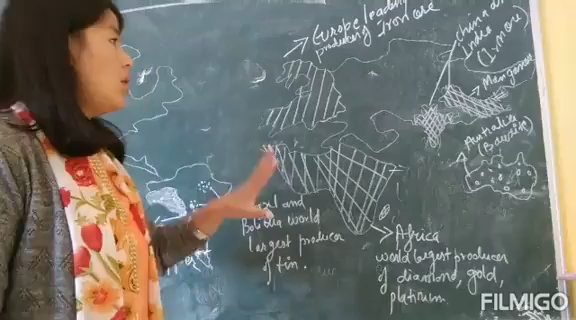 Europe leading
producing Iron ore
china and
India
(I. more)
Manganese
Australia
(Bauxite)
and
Bolivia world
largest producer
of tin.
Africa
world largest producer
of diamond, gold,
platinum.
FILMIGO